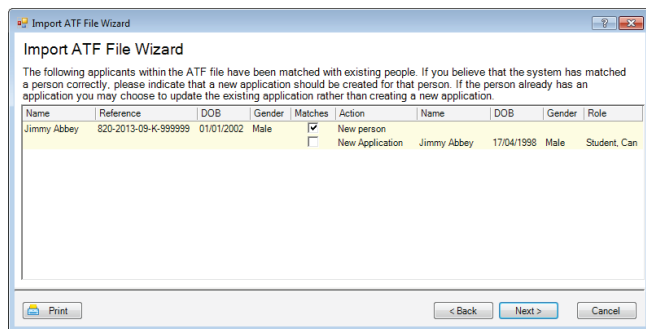 Import ATF File Wizard
Import ATF File Wizard
The following applicants within the ATF file have been matched with existing people. If you believe that the system has matched
a person correctly, please indicate that a new application should be created for that person. If the person already has an
application you may choose to update the existing application rather than creating a new application.
Name Reference DOB Gender Matches Action Name DOB Gender Role
Jimmy Abbey 820-2013-09-K-999999 01/01/2002 Male New person
New Application Jimmy Abbey 17/04/1998 Male Student, Can
Print < Back Next > Cancel